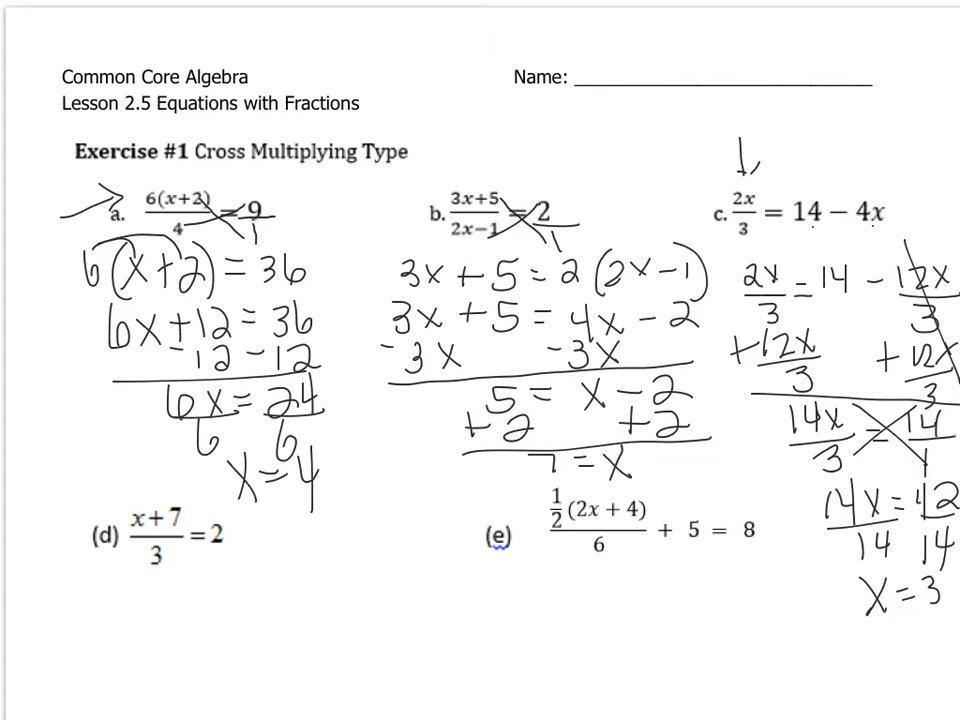 Common Core Algebra
Name: ______________________________
Lesson 2.5 Equations with Fractions
Exercise #1 Cross Multiplying Type
a. 6(x+2)/4 = 9/1
6(x+2) = 36
6x+12 = 36
-12 -12
6x = 24
6 6
x = 4
b. (3x+5)/(2x-1) = 2/1
3x + 5 = 2(2x-1)
3x + 5 = 4x - 2
-3x -3x
5 = x - 2
+2 +2
7 = x
c. 2x/3 = 14 − 4x
2x/3 = 14 - 12x/3
+12x/3 +12x/3
14x/3 = 14/1
14x = 42
14 14
x = 3
(d) (x+7)/3 = 2
(e) (1/2(2x + 4))/6 + 5 = 8